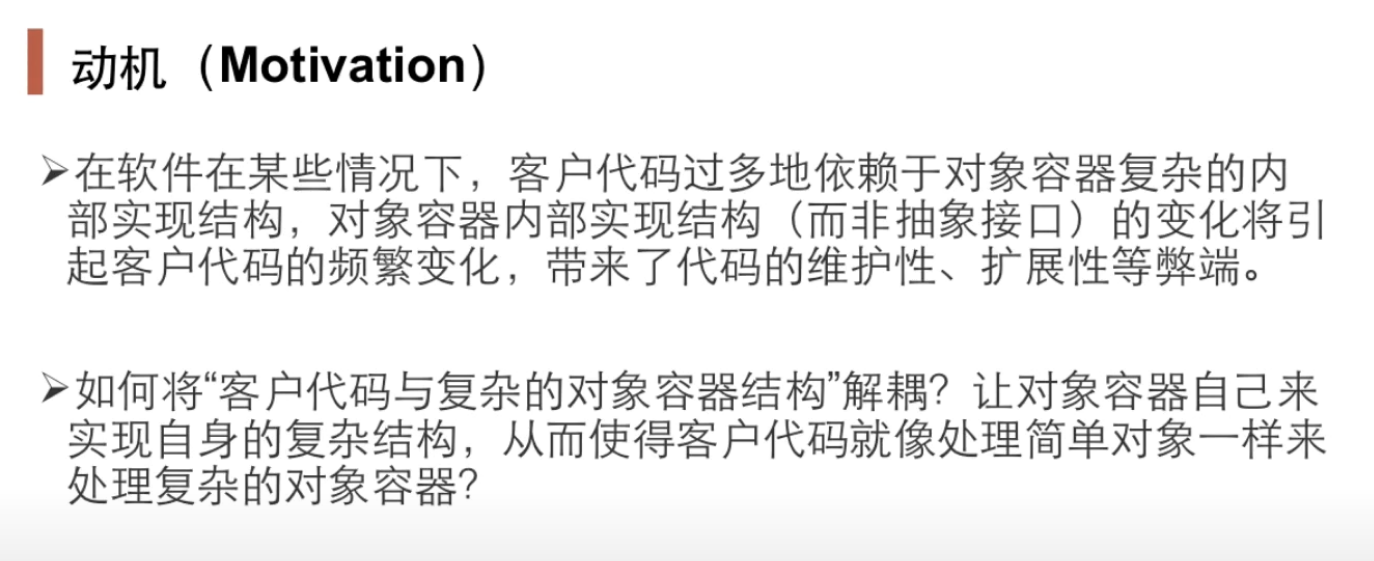 动机（Motivation）
➢在软件在某些情况下，客户代码过多地依赖于对象容器复杂的内
部实现结构，对象容器内部实现结构（而非抽象接口）的变化将引
起客户代码的频繁变化，带来了代码的维护性、扩展性等弊端。
➢如何将“客户代码与复杂的对象容器结构”解耦？让对象容器自己来
实现自身的复杂结构，从而使得客户代码就像处理简单对象一样来
处理复杂的对象容器？